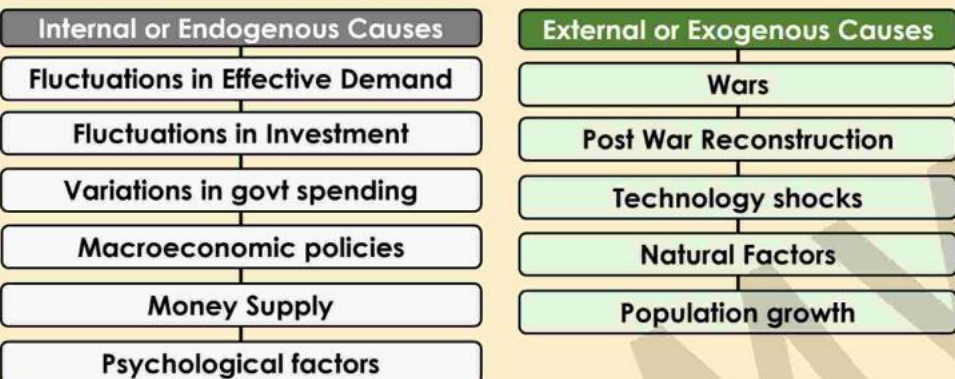 Internal or Endogenous Causes
Fluctuations in Effective Demand
Fluctuations in Investment
Variations in govt spending
Macroeconomic policies
Money Supply
Psychological factors
External or Exogenous Causes
Wars
Post War Reconstruction
Technology shocks
Natural Factors
Population growth